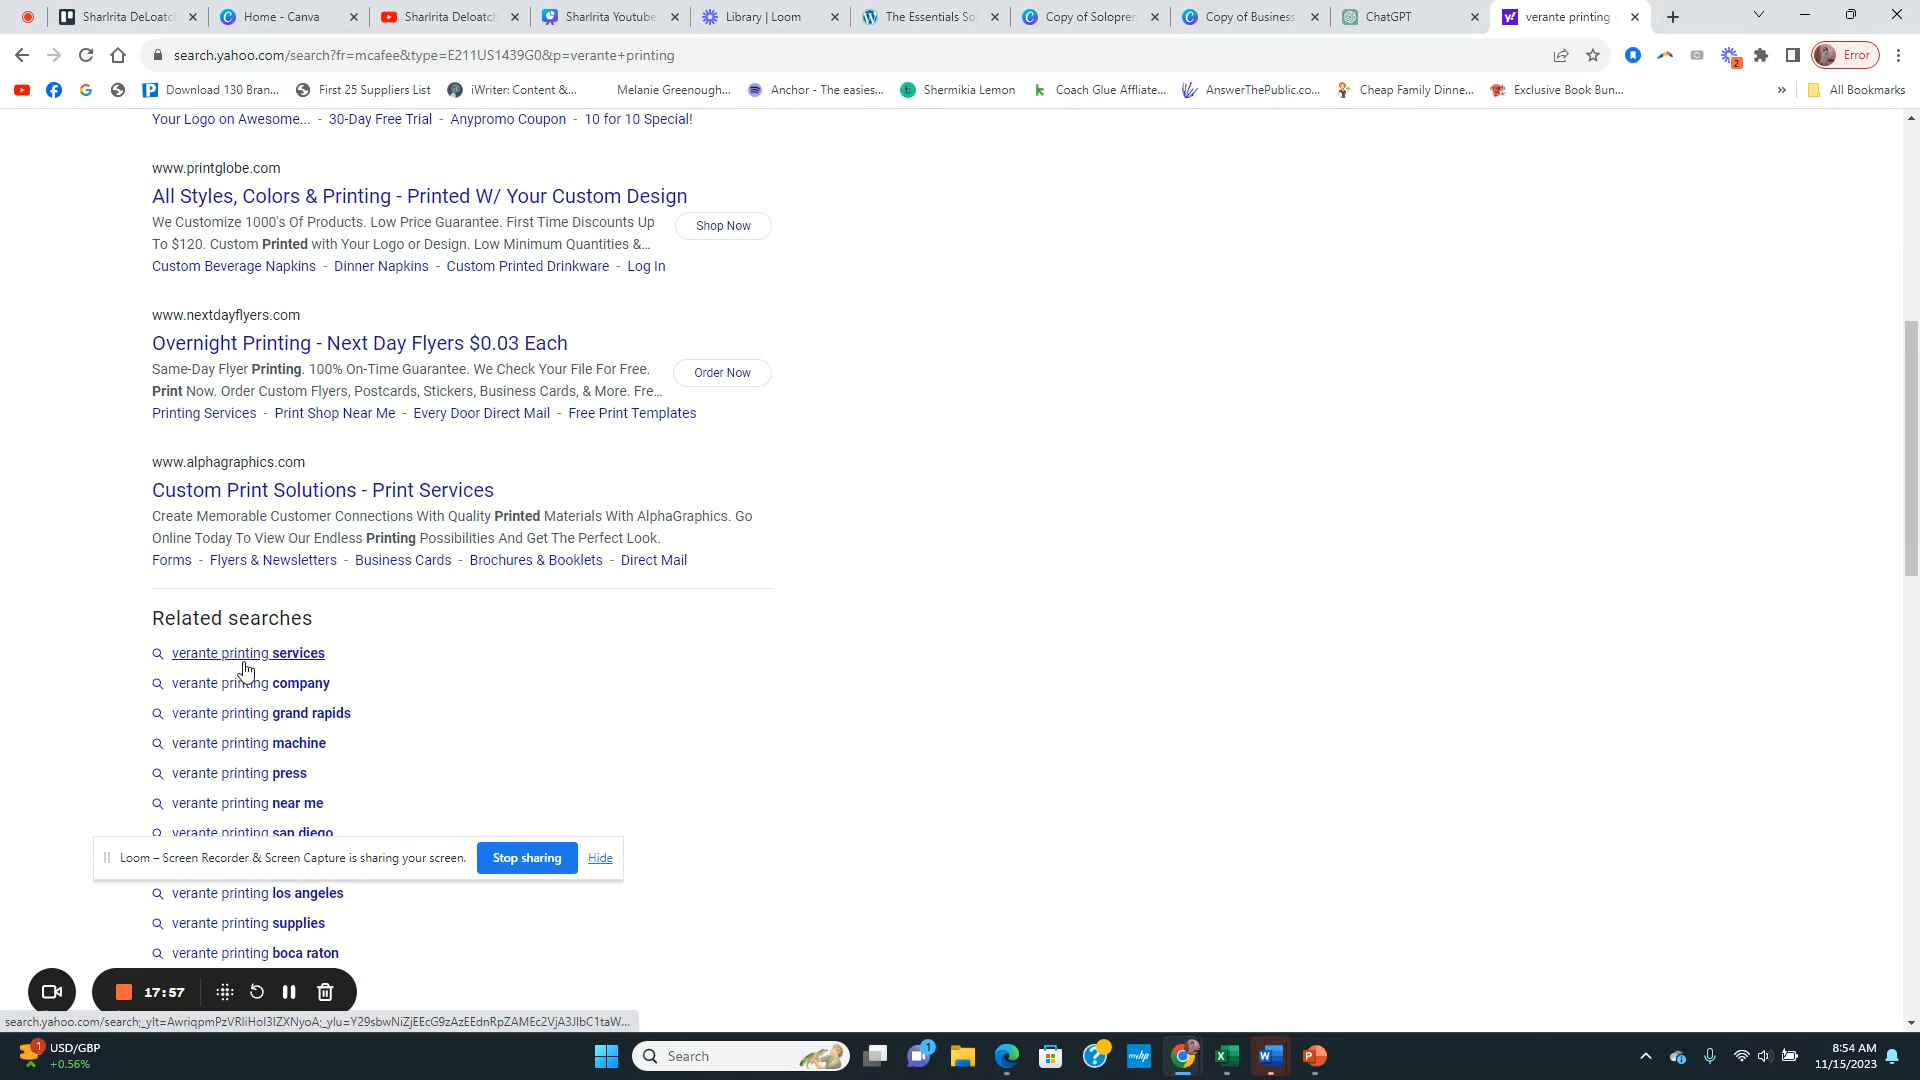 SharIrita DeLoatch
Home - Canva
SharIrita Deloatch
SharIrita Youtube
Library | Loom
The Essentials So
Copy of Soloprer
Copy of Business
ChatGPT
verante printing
search.yahoo.com/search?fr=mcafee&type=E211US1439G0&p=verante+printing
Error
2
Download 130 Bran...
First 25 Suppliers List
iWriter: Content &...
Melanie Greenough...
Anchor - The easies...
Shermikia Lemon
Coach Glue Affliate...
AnswerThePublic.co...
Cheap Family Dinne...
Exclusive Book Bun...
» All Bookmarks
Your Logo on Awesome... - 30-Day Free Trial - Anypromo Coupon - 10 for 10 Special!
www.printglobe.com
All Styles, Colors & Printing - Printed W/ Your Custom Design
We Customize 1000's Of Products. Low Price Guarantee. First Time Discounts Up
To $120. Custom Printed with Your Logo or Design. Low Minimum Quantities &...
Shop Now
Custom Beverage Napkins - Dinner Napkins - Custom Printed Drinkware - Log In
www.nextdayflyers.com
Overnight Printing - Next Day Flyers $0.03 Each
Same-Day Flyer Printing. 100% On-Time Guarantee. We Check Your File For Free.
Print Now. Order Custom Flyers, Postcards, Stickers, Business Cards, & More. Fre...
Order Now
Printing Services - Print Shop Near Me - Every Door Direct Mail - Free Print Templates
www.alphagraphics.com
Custom Print Solutions - Print Services
Create Memorable Customer Connections With Quality Printed Materials With AlphaGraphics. Go
Online Today To View Our Endless Printing Possibilities And Get The Perfect Look.
Forms - Flyers & Newsletters - Business Cards - Brochures & Booklets - Direct Mail
Related searches
verante printing services
verante printing company
verante printing grand rapids
verante printing machine
verante printing press
verante printing near me
verante printing san diego
Loom – Screen Recorder & Screen Capture is sharing your screen.
Stop sharing
Hide
verante printing los angeles
verante printing supplies
verante printing boca raton
17:57
USD/GBP
+0.56%
1
Search
1
myhp
8:54 AM
11/15/2023